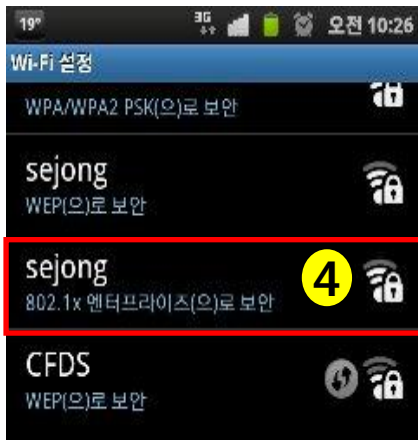 19°
3G
오전 10:26
Wi-Fi 설정
WPA/WPA2 PSK(으)로 보안
sejong
WEP(으)로 보안
sejong
4
802.1x 엔터프라이즈(으)로 보안
CFDS
WEP(으)로 보안